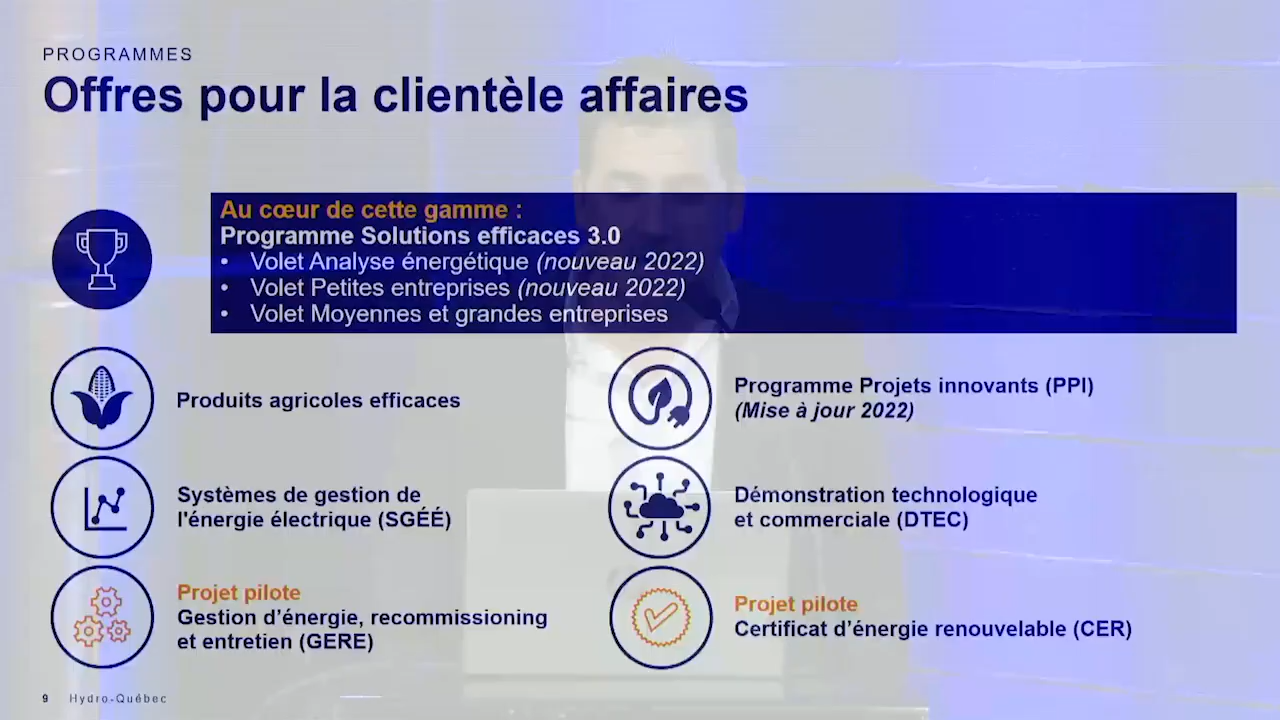 PROGRAMMES
Offres pour la clientèle affaires
Au cœur de cette gamme :
Programme Solutions efficaces 3.0
• Volet Analyse énergétique (nouveau 2022)
• Volet Petites entreprises (nouveau 2022)
• Volet Moyennes et grandes entreprises
Produits agricoles efficaces
Programme Projets innovants (PPI)
(Mise à jour 2022)
Systèmes de gestion de
l'énergie électrique (SGÉÉ)
Démonstration technologique
et commerciale (DTEC)
Projet pilote
Gestion d’énergie, recommissioning
et entretien (GERE)
Projet pilote
Certificat d’énergie renouvelable (CER)
9 Hydro-Québec